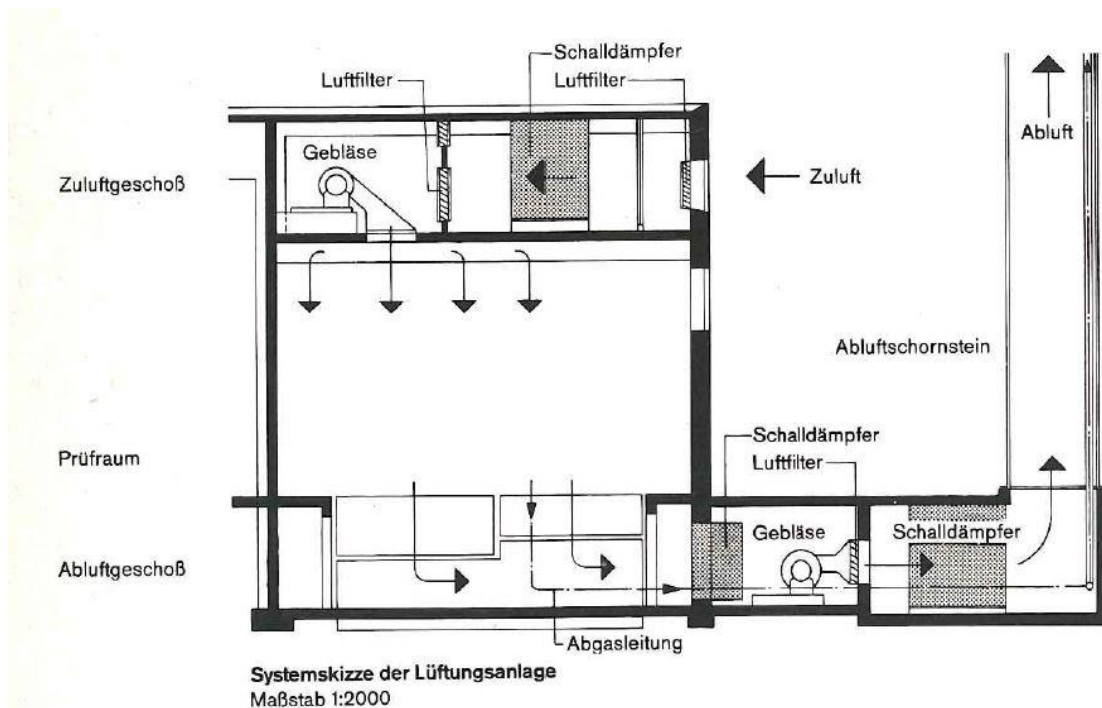 Schalldämpfer
Luftfilter
Luftfilter
Gebläse
Abluft
Zuluftgeschoß
Zuluft
Abluftschornstein
Schalldämpfer
Prüfraum
Luftfilter
Gebläse
Schalldämpfer
Abluftgeschoß
Abgasleitung
Systemskizze der Lüftungsanlage
Maßstab 1:2000